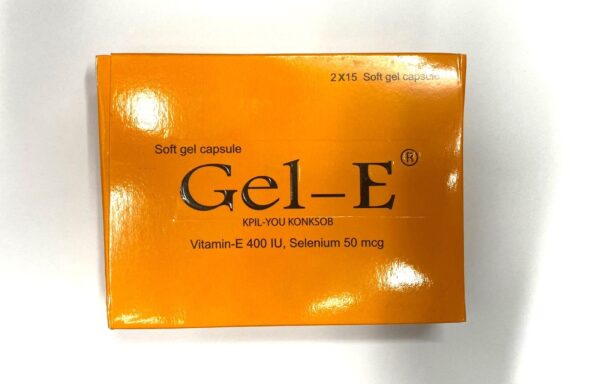 2X15 Soft gel capsule
Soft gel capsule
Gel-E®
KPIL-YOU KONKSOB
Vitamin-E 400 IU, Selenium 50 mcg